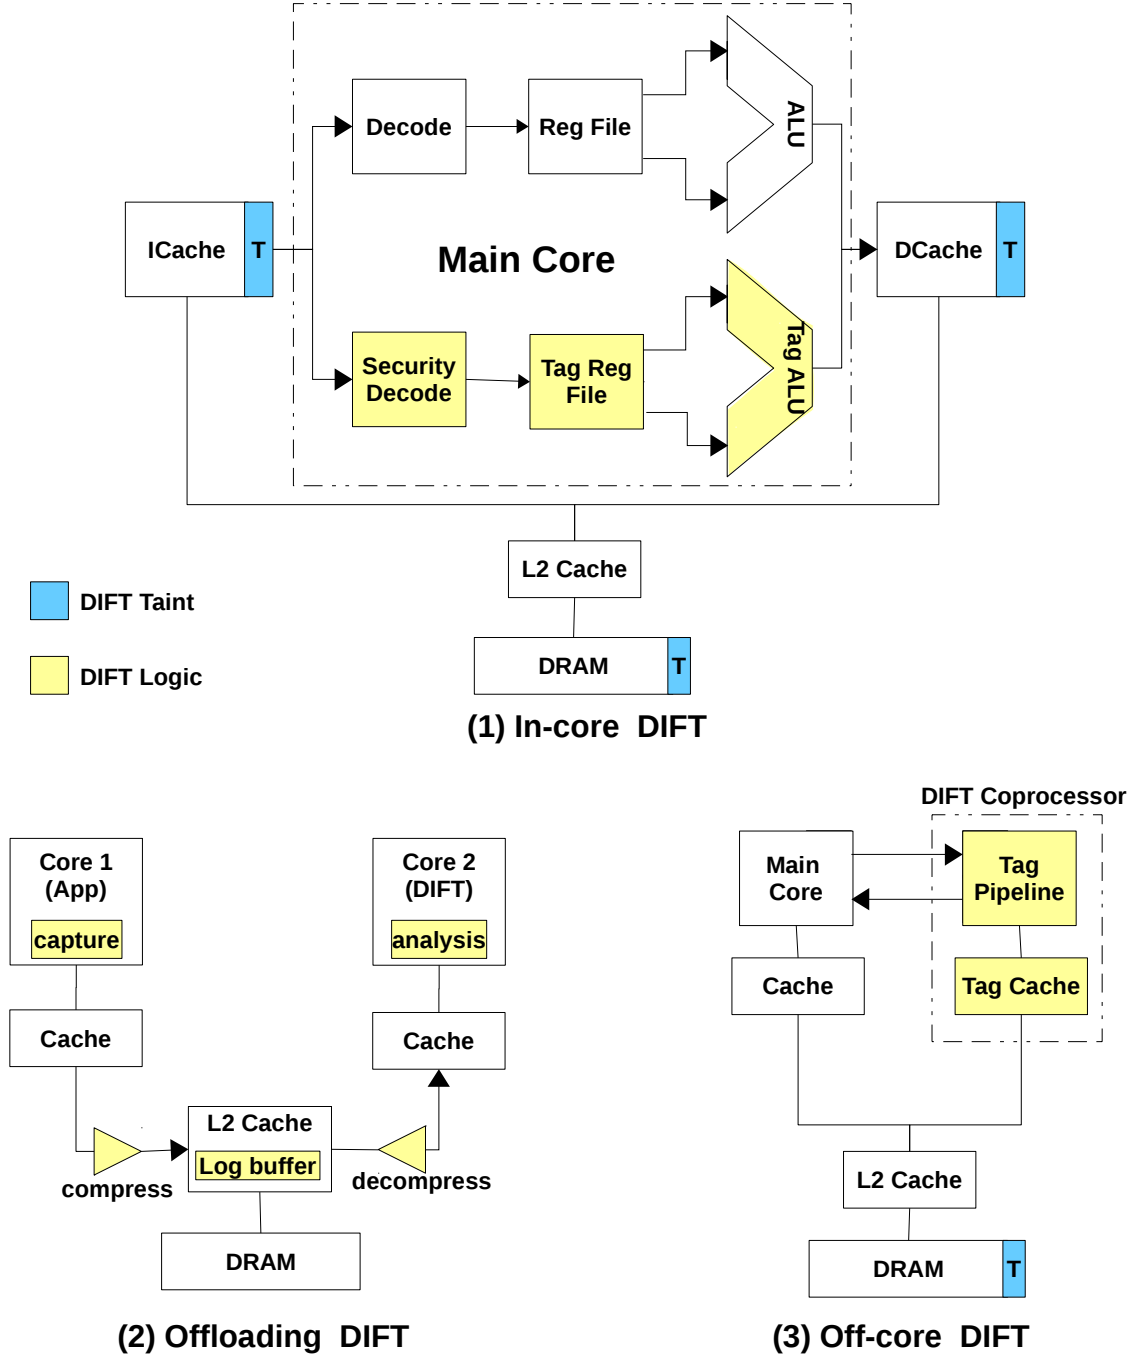 Decode
Reg File
ALU
ICache
T
Main Core
DCache
T
Security
Decode
Tag Reg
File
Tag ALU
L2 Cache
DIFT Taint
DRAM
T
DIFT Logic
(1) In-core DIFT
Core 1
(App)
capture
Cache
compress
L2 Cache
Log buffer
DRAM
Core 2
(DIFT)
analysis
Cache
decompress
(2) Offloading DIFT
DIFT Coprocessor
Main
Core
Tag
Pipeline
Cache
Tag Cache
L2 Cache
DRAM
T
(3) Off-core DIFT